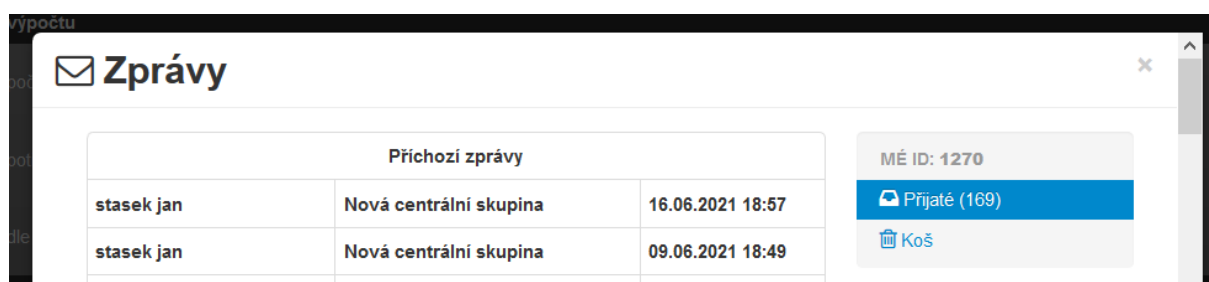 výpočtu
Zprávy
×
Příchozí zprávy
stasek jan Nová centrální skupina 16.06.2021 18:57
stasek jan Nová centrální skupina 09.06.2021 18:49
MÉ ID: 1270
Přijaté (169)
Koš